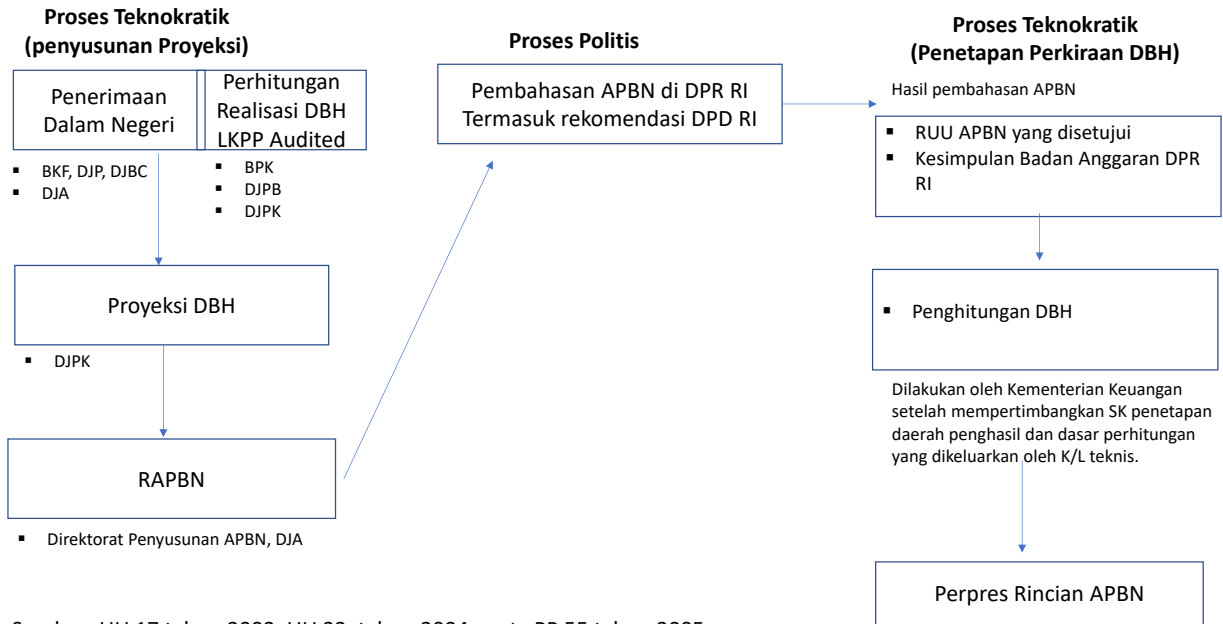 Proses Teknokratik
(penyusunan Proyeksi)
Penerimaan
Dalam Negeri
Perhitungan
Realisasi DBH
LKPP Audited
▪ BKF, DJP, DJBC
▪ DJA
▪ BPK
▪ DJPB
▪ DJPK
Proyeksi DBH
▪ DJPK
RAPBN
▪ Direktorat Penyusunan APBN, DJA
Proses Politis
Pembahasan APBN di DPR RI
Termasuk rekomendasi DPD RI
Proses Teknokratik
(Penetapan Perkiraan DBH)
Hasil pembahasan APBN
▪ RUU APBN yang disetujui
▪ Kesimpulan Badan Anggaran DPR
RI
▪ Penghitungan DBH
Dilakukan oleh Kementerian Keuangan
setelah mempertimbangkan SK penetapan
daerah penghasil dan dasar perhitungan
yang dikeluarkan oleh K/L teknis.
Perpres Rincian APBN